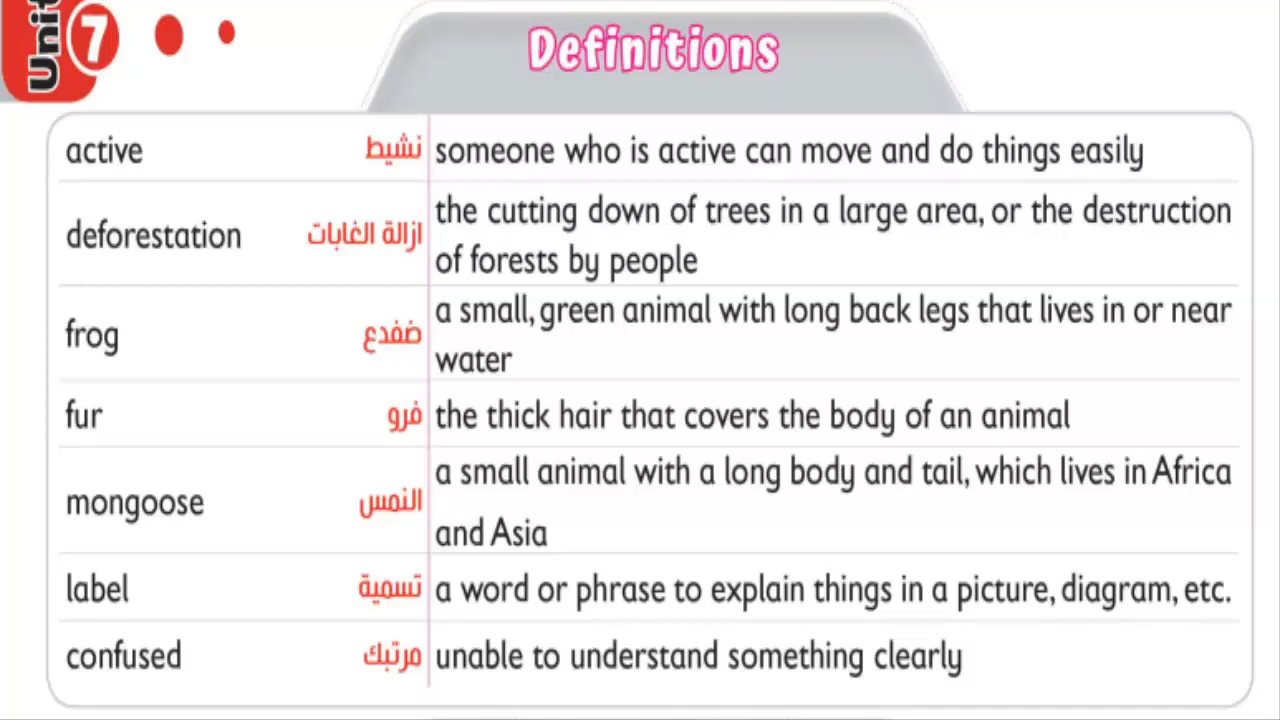 Unit 7
Definitions
active نشيط someone who is active can move and do things easily
deforestation ازالة الغابات the cutting down of trees in a large area, or the destruction
of forests by people
frog ضفدع a small, green animal with long back legs that lives in or near
water
fur فرو the thick hair that covers the body of an animal
mongoose النمس a small animal with a long body and tail, which lives in Africa
and Asia
label تسمية a word or phrase to explain things in a picture, diagram, etc.
confused مرتبك unable to understand something clearly